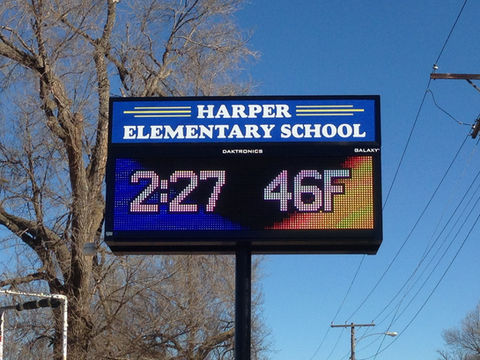 HARPER
ELEMENTARY SCHOOL
DAKTRONICS GALAXY
2:27 46F